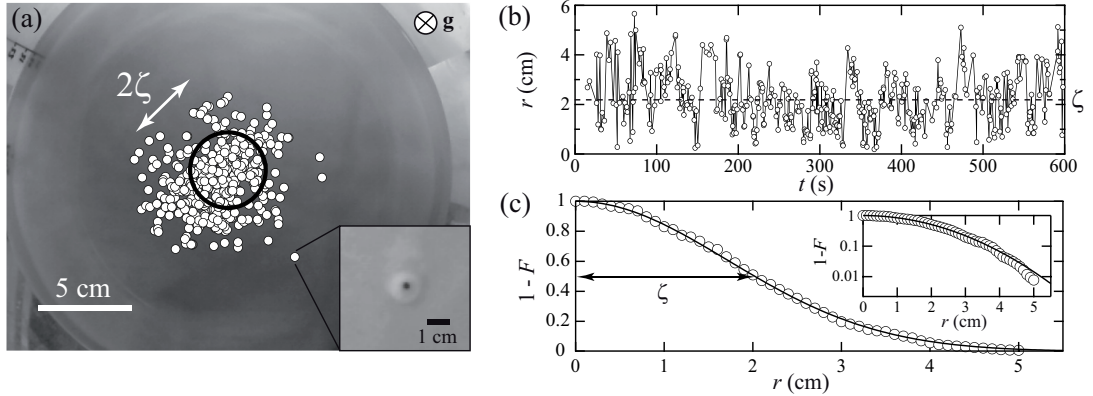 (a)
g
2ζ
5 cm
1 cm
(b)
r (cm)
6
4
2
0
0 100 200 300 400 500 600
t (s)
ζ
(c)
1 - F
1
0.8
0.6
0.4
0.2
0
0 1 2 3 4 5
r (cm)
ζ
1-F
1
0.1
0.01
0 1 2 3 4 5
r (cm)